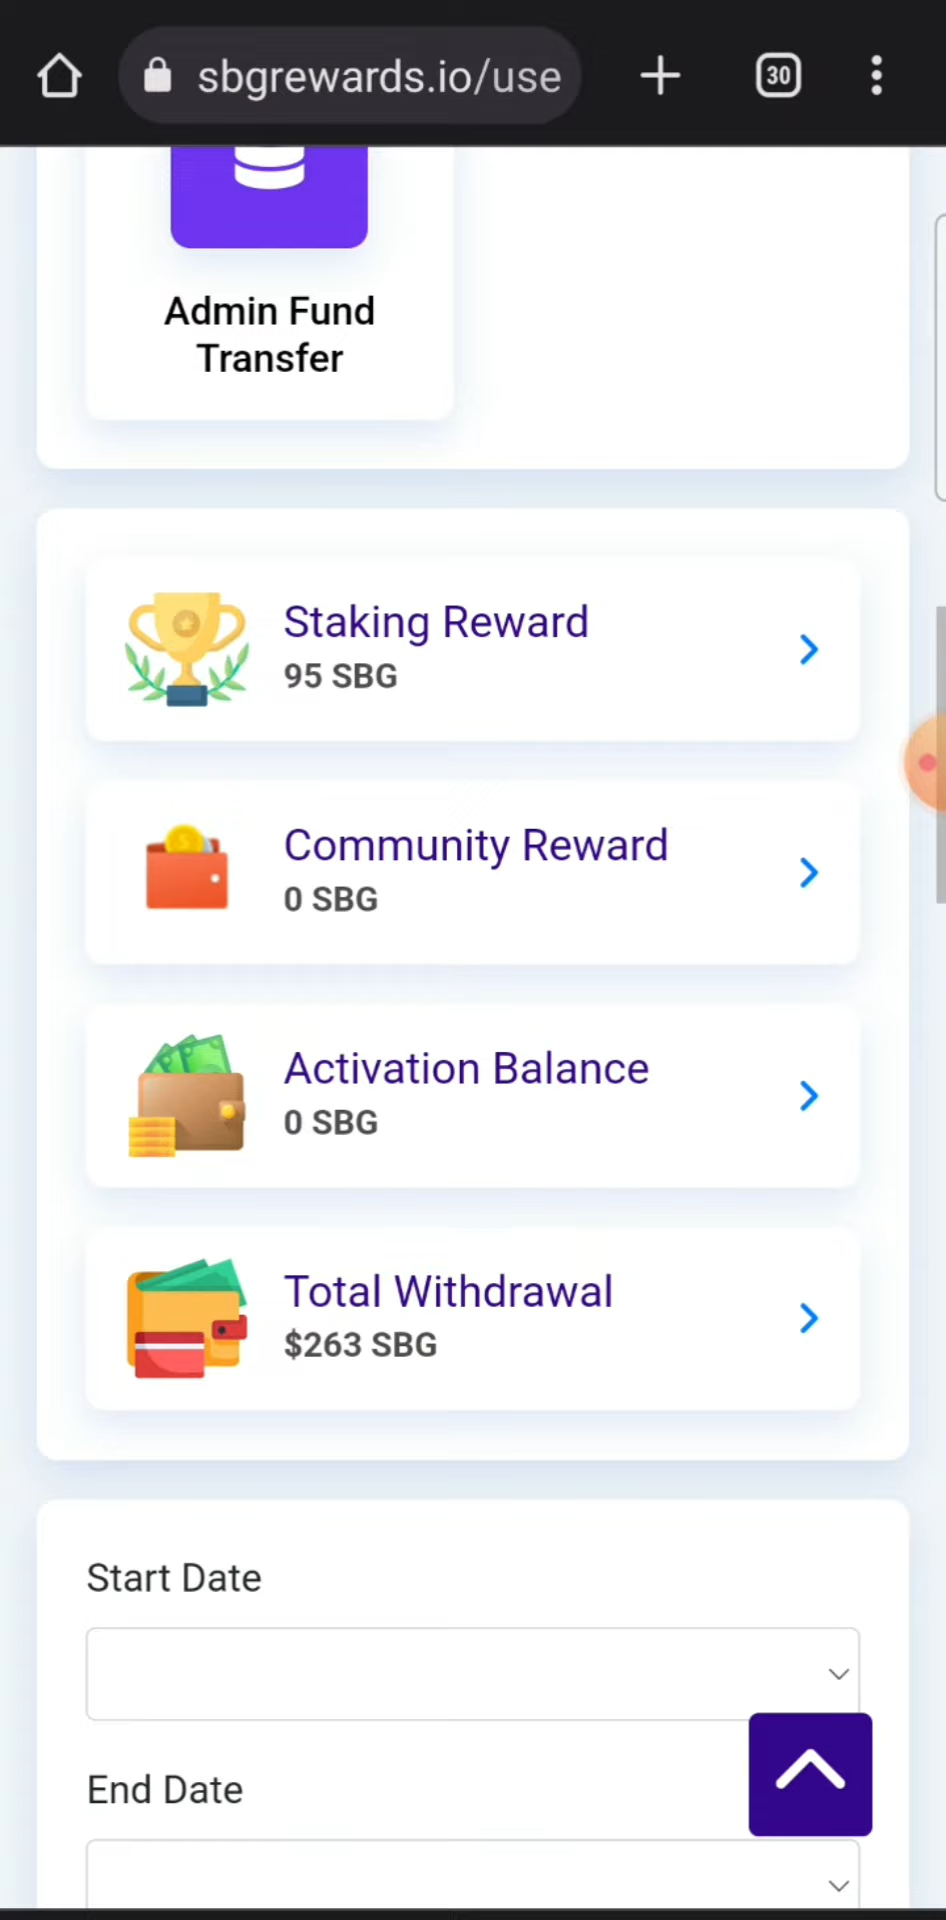 sbgrewards.io/use
30
Admin Fund
Transfer
Staking Reward
95 SBG
Community Reward
0 SBG
Activation Balance
0 SBG
Total Withdrawal
$263 SBG
Start Date
End Date